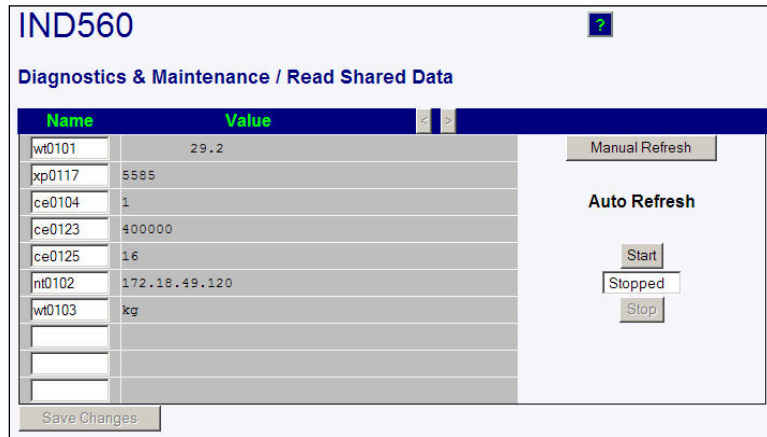 IND560 ?
Diagnostics & Maintenance / Read Shared Data
Name Value < >
wt0101 29.2 Manual Refresh
xp0117 5585
ce0104 1 Auto Refresh
ce0123 400000
ce0125 16 Start
nt0102 172.18.49.120 Stopped
wt0103 kg Stop
Save Changes